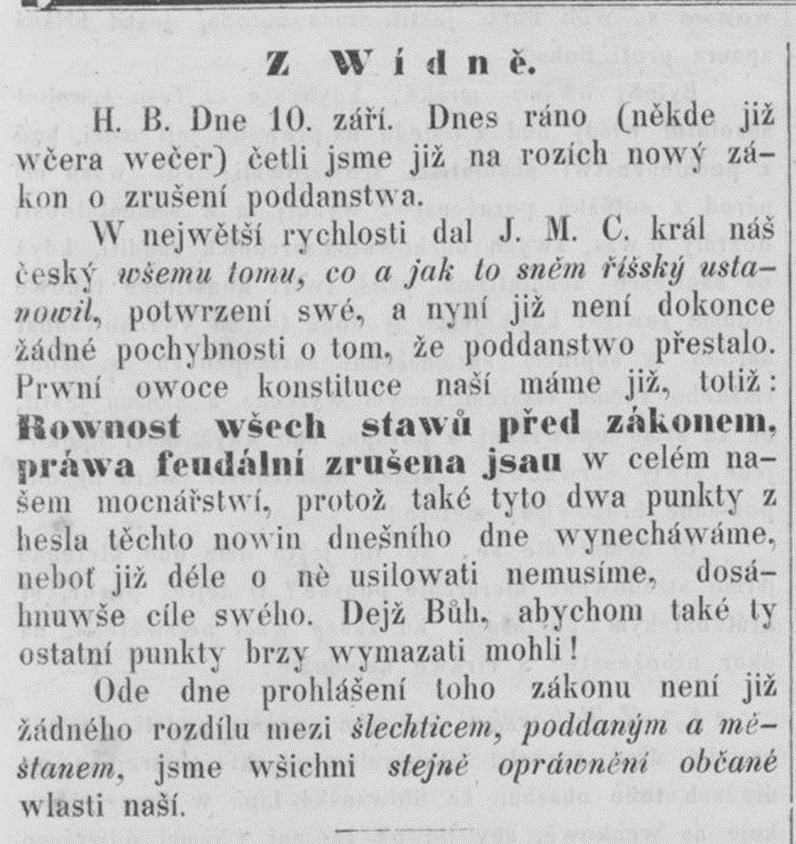 Z Wídně.
H. B. Dne 10. září. Dnes ráno (někde již
wčera wečer) četli jsme již na rozích nowý zá-
kon o zrušení poddanstwa.
W nejwětší rychlosti dal J. M. C. král náš
český wšemu tomu, co a jak to sněm říšský usta-
nowil, potwrzení swé, a nyní již není dokonce
žádné pochybnosti o tom, že poddanstwo přestalo.
Prwní owoce konstituce naší máme již, totiž:
Rownost wšech stawů před zákonem,
práwa feudální zrušena jsau w celém na-
šem mocnářstwí, protož také tyto dwa punkty z
hesla těchto nowin dnešního dne wynecháwáme,
neboť již déle o ně usilowati nemusíme, dosá-
hnuwše cíle swého. Dejž Bůh, abychom také ty
ostatní punkty brzy wymazati mohli!
Ode dne prohlášení toho zákonu není již
žádného rozdílu mezi šlechticem, poddaným a mě-
šťanem, jsme wšichni stejně opráwnění občané
wlasti naší.